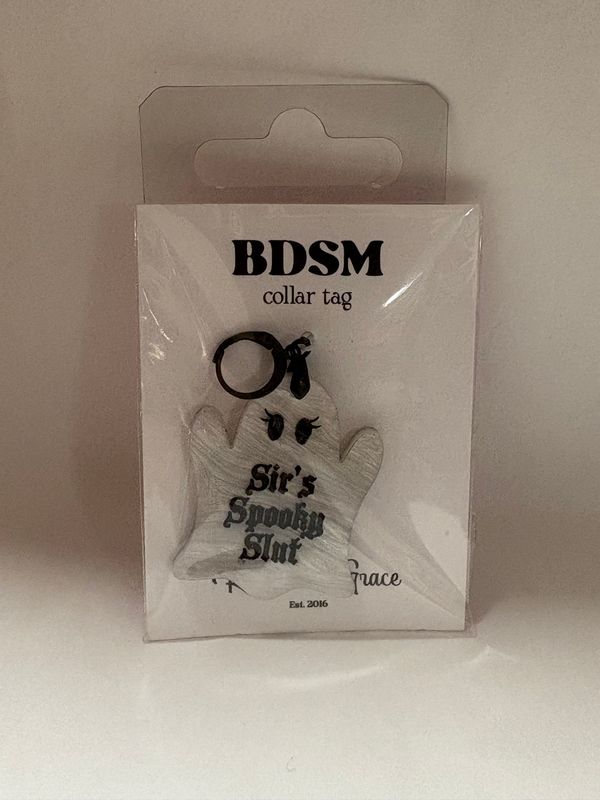 BDSM
collar tag
Sir's
Spooky
Slut
Grace
Est. 2016